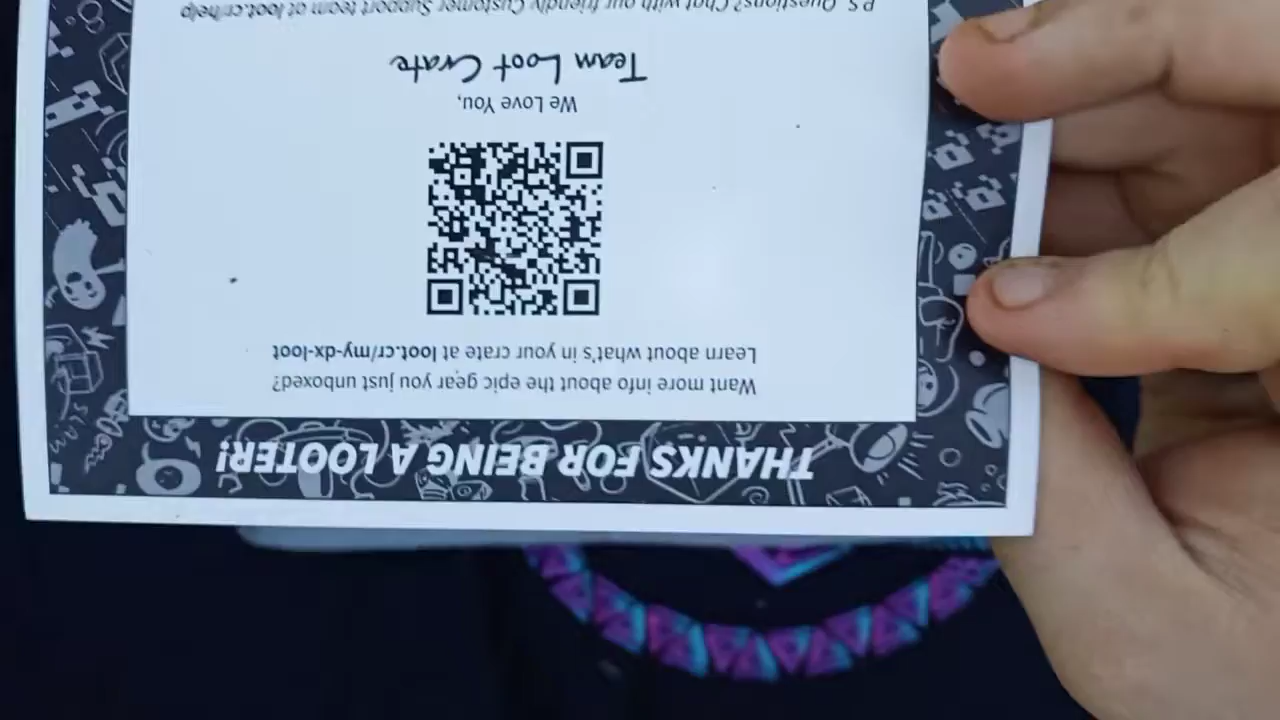 THANKS FOR BEING A LOOTER!
Want more info about the epic gear you just unboxed?
Learn about what's in your crate at loot.cr/my-dx-loot
We Love You,
Team Loot Crate
P.S. Questions? Chat with our friendly Customer Support team at loot.cr/help